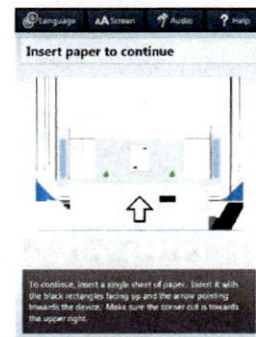 Language
AA Screen
Audio
? Help
Insert paper to continue
To continue, insert a single sheet of paper. Insert it with
the black rectangles facing up and the arrow pointing
towards the device. Make sure the corner cut is towards
the upper right.